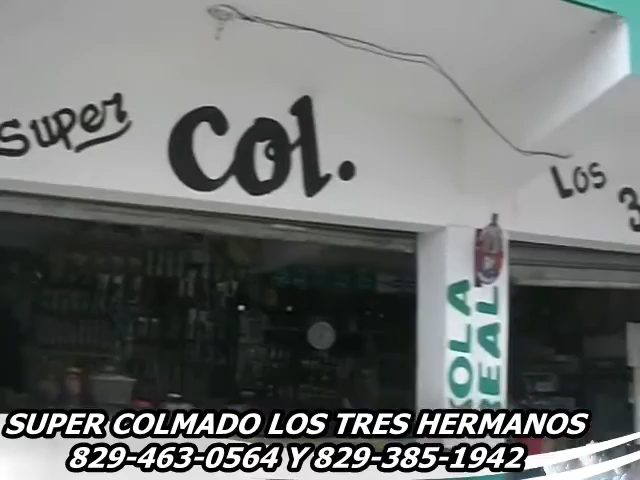 Super Col. Los 3
KOLA
REAL
SUPER COLMADO LOS TRES HERMANOS
829-463-0564 Y 829-385-1942